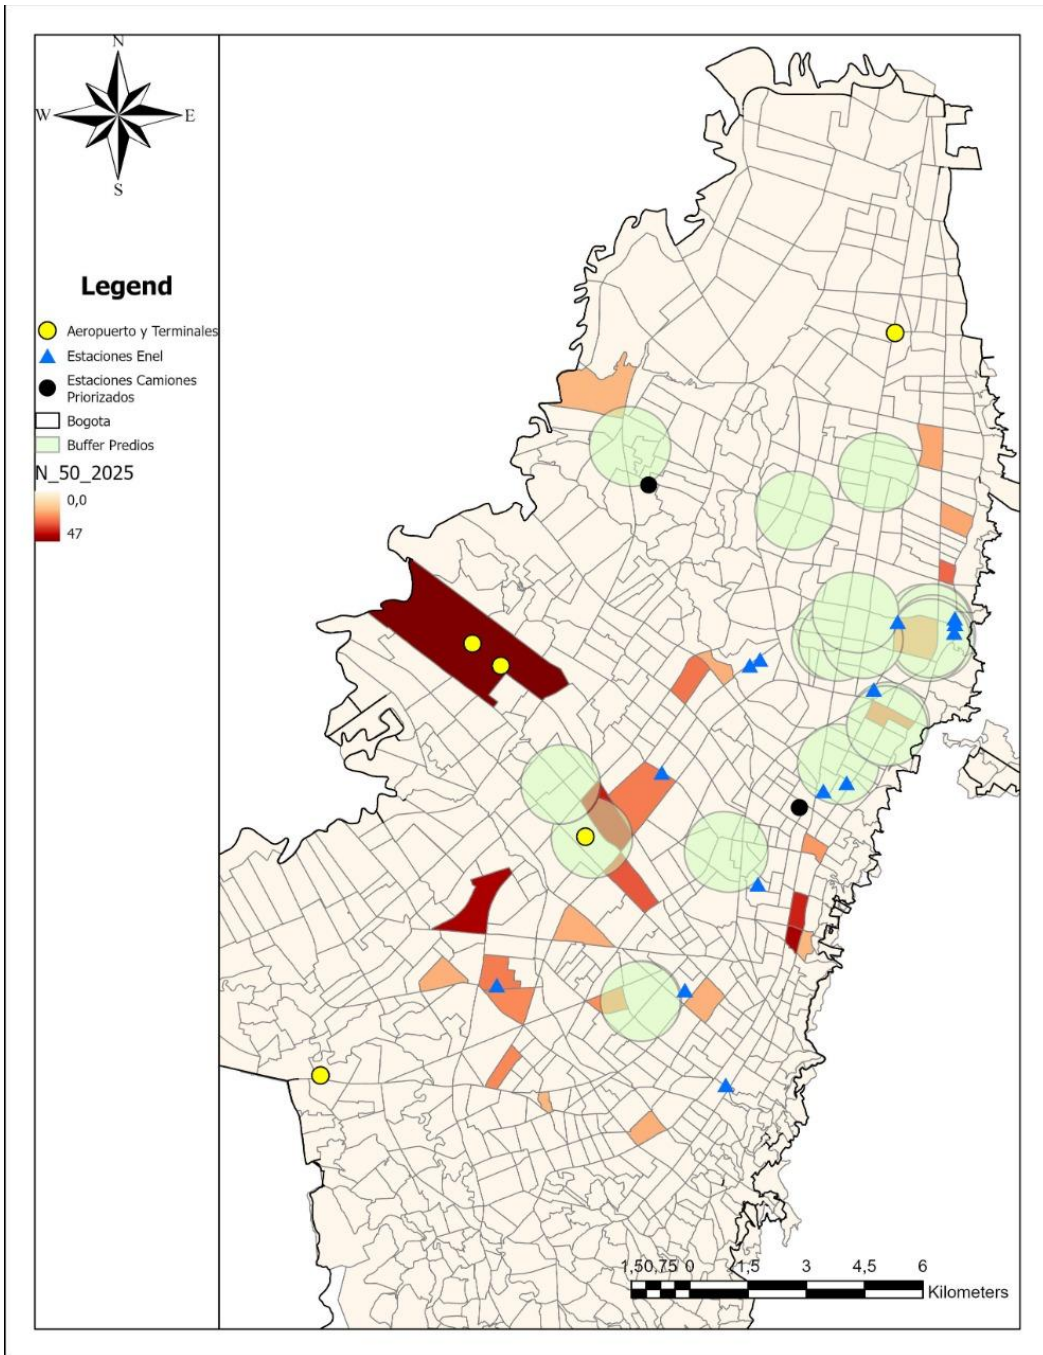 N
W E
S
Legend
Aeropuerto y Terminales
Estaciones Enel
Estaciones Camiones
Priorizados
Bogota
Buffer Predios
N_50_2025
0,0
47
1,50,75 0 1,5 3 4,5 6
Kilometers